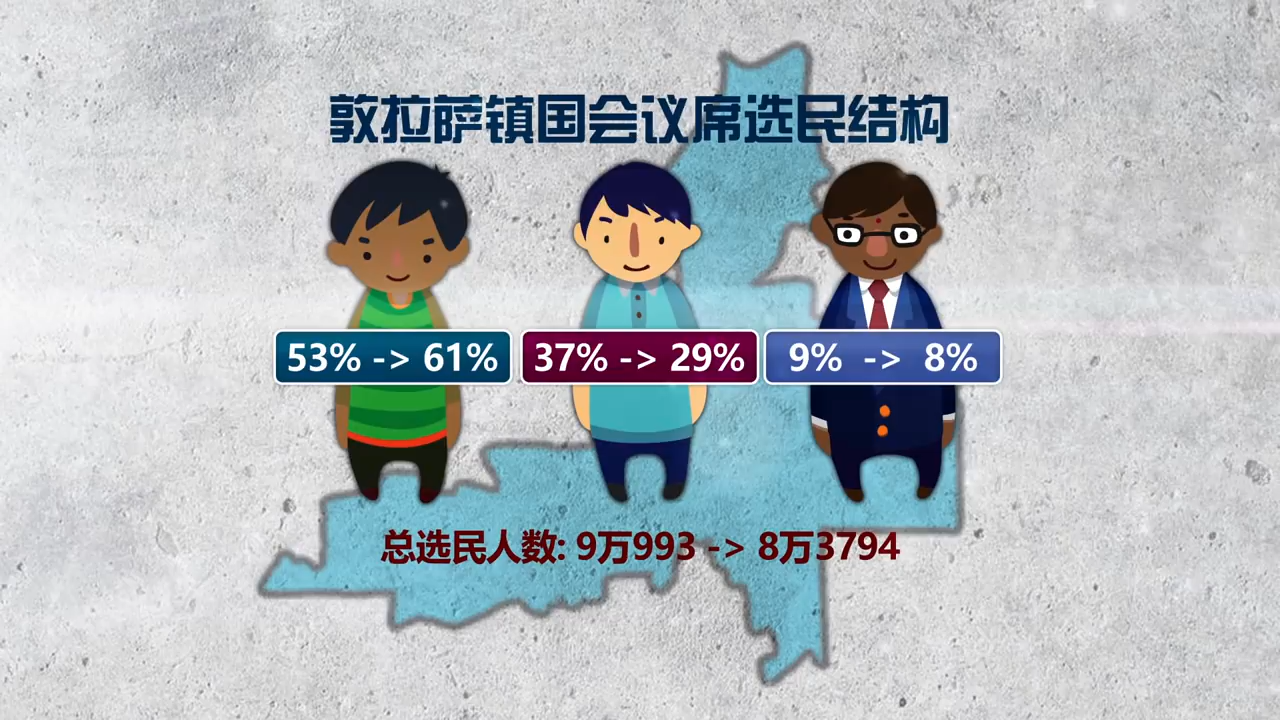 敦拉萨镇国会议席选民结构
53% -> 61%
37% -> 29%
9% -> 8%
总选民人数: 9万993 -> 8万3794